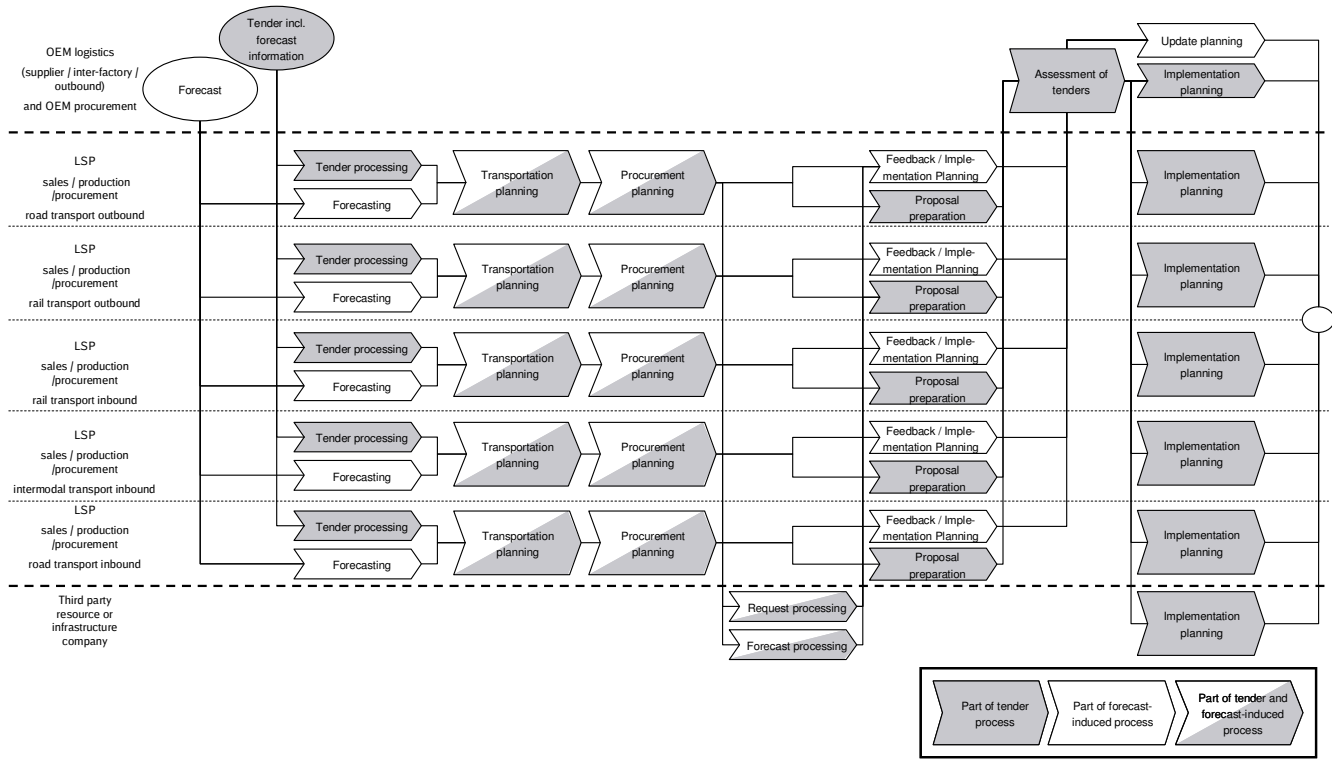 Tender incl.
forecast
information
OEM logistics
(supplier / inter-factory /
outbound)
and OEM procurement
Forecast
Update planning
Assessment of
tenders
Implementation
planning
LSP
sales / production
/procurement
road transport outbound
Tender processing
Forecasting
Transportation
planning
Procurement
planning
Feedback / Imple-
mentation Planning
Proposal
preparation
Implementation
planning
LSP
sales / production
/procurement
rail transport outbound
Tender processing
Forecasting
Transportation
planning
Procurement
planning
Feedback / Imple-
mentation Planning
Proposal
preparation
Implementation
planning
LSP
sales / production
/procurement
rail transport inbound
Tender processing
Forecasting
Transportation
planning
Procurement
planning
Feedback / Imple-
mentation Planning
Proposal
preparation
Implementation
planning
LSP
sales / production
/procurement
intermodal transport inbound
Tender processing
Forecasting
Transportation
planning
Procurement
planning
Feedback / Imple-
mentation Planning
Proposal
preparation
Implementation
planning
LSP
sales / production
/procurement
road transport inbound
Tender processing
Forecasting
Transportation
planning
Procurement
planning
Feedback / Imple-
mentation Planning
Proposal
preparation
Implementation
planning
Third party
resource or
infrastructure
company
Request processing
Forecast processing
Implementation
planning
Part of tender
process
Part of forecast-
induced process
Part of tender and
forecast-induced
process